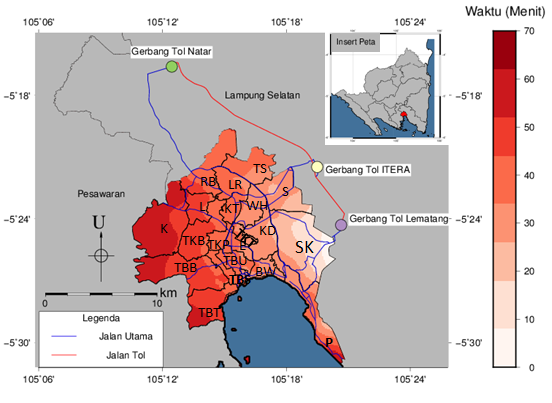 Waktu (Menit)
105°06' 105°12' 105°18' 105°24'
70
60
50
40
30
20
10
0
Gerbang Tol Natar
Insert Peta
Lampung Selatan
-5°18' -5°18'
Gerbang Tol ITERA
TS
RB
LR
S
Pesawaran
L
KT
WH
Gerbang Tol Lematang
-5°24' -5°24'
U
K
KD
TKB
TKP
SK
TBU
TBB
BW
TBT
P
0 10 km
Legenda
Jalan Utama
Jalan Tol
-5°30' -5°30'
105°06' 105°12' 105°18' 105°24'